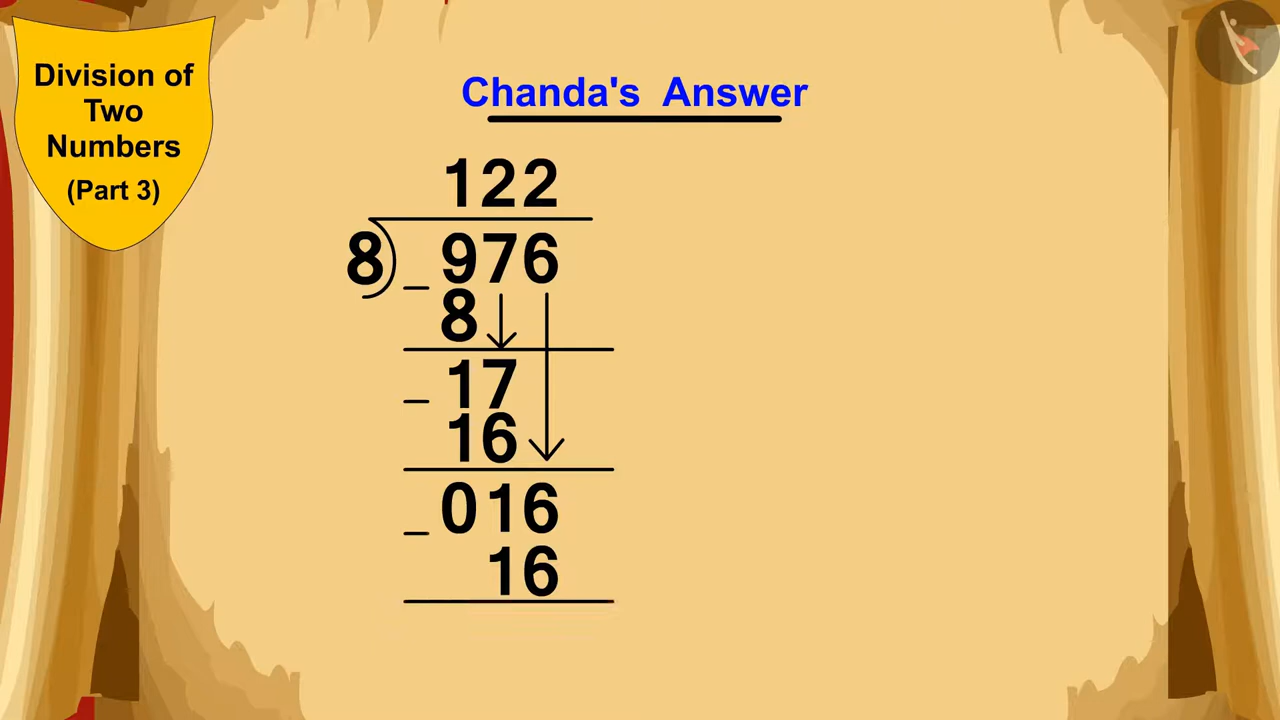 Division of
Two
Numbers
(Part 3)
Chanda's Answer
122
8)976
_ 8
17
_ 16
016
_ 16